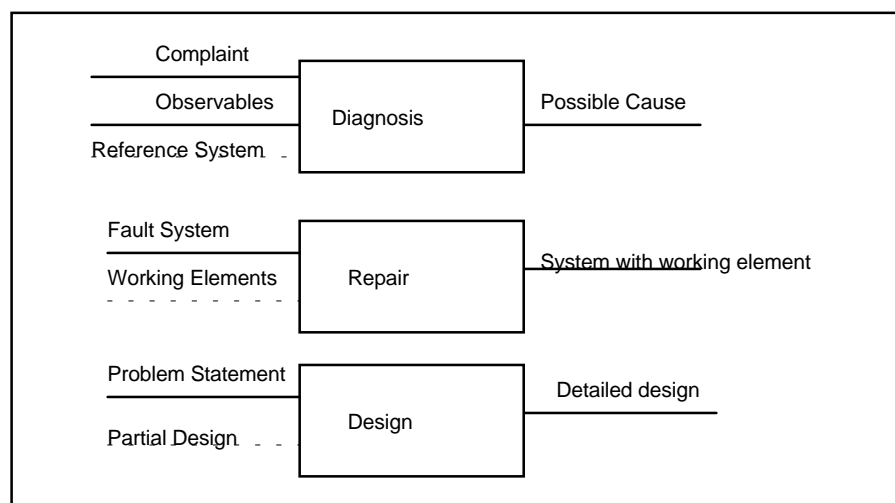 Complaint
Observables
Reference System
Diagnosis
Possible Cause
Fault System
Working Elements
Repair
System with working element
Problem Statement
Partial Design
Design
Detailed design